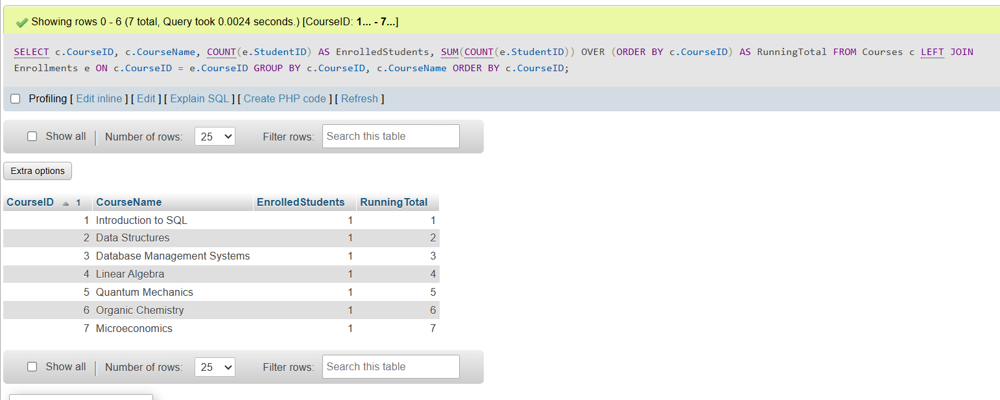 Showing rows 0 - 6 (7 total, Query took 0.0024 seconds.) [CourseID: 1... - 7...]
SELECT c.CourseID, c.CourseName, COUNT(e.StudentID) AS EnrolledStudents, SUM(COUNT(e.StudentID)) OVER (ORDER BY c.CourseID) AS RunningTotal FROM Courses c LEFT JOIN
Enrollments e ON c.CourseID = e.CourseID GROUP BY c.CourseID, c.CourseName ORDER BY c.CourseID;
Profiling [ Edit inline ] [ Edit ] [ Explain SQL ] [ Create PHP code ] [ Refresh ]
Show all | Number of rows: 25 Filter rows: Search this table
Extra options
CourseID 1 CourseName EnrolledStudents RunningTotal
1 Introduction to SQL 1 1
2 Data Structures 1 2
3 Database Management Systems 1 3
4 Linear Algebra 1 4
5 Quantum Mechanics 1 5
6 Organic Chemistry 1 6
7 Microeconomics 1 7
Show all | Number of rows: 25 Filter rows: Search this table